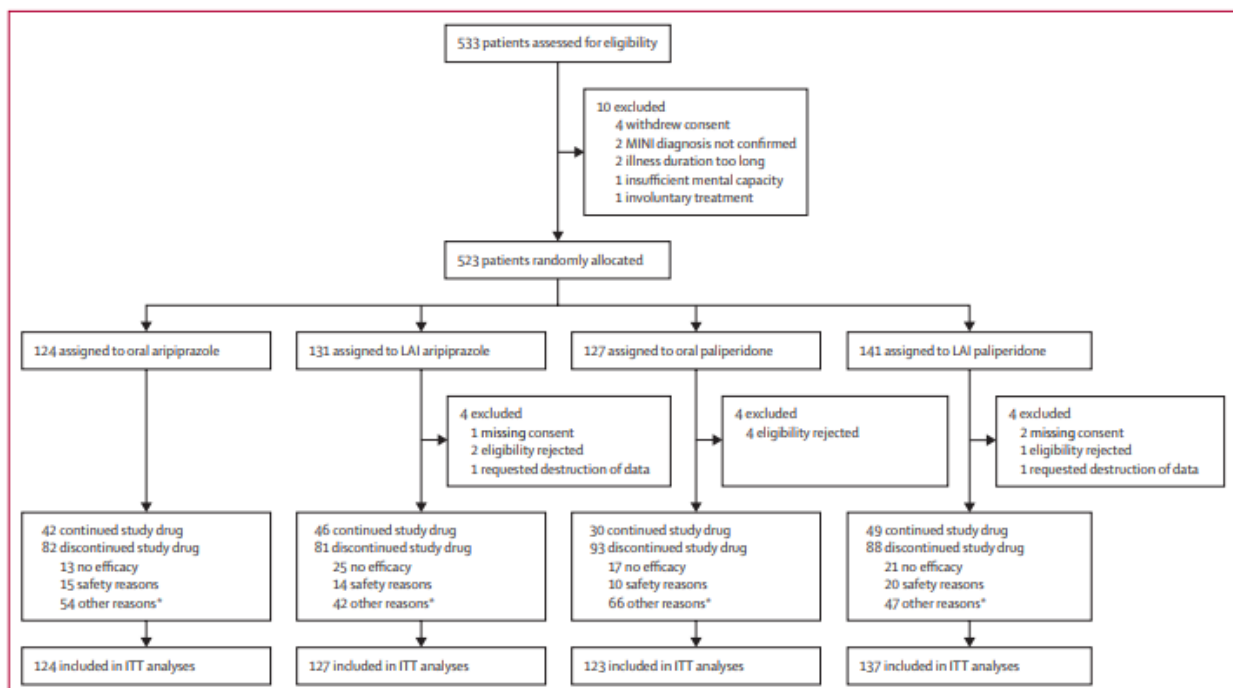 533 patients assessed for eligibility
10 excluded
4 withdrew consent
2 MINI diagnosis not confirmed
2 illness duration too long
1 insufficient mental capacity
1 involuntary treatment
523 patients randomly allocated
124 assigned to oral aripiprazole
131 assigned to LAI aripiprazole
127 assigned to oral paliperidone
141 assigned to LAI paliperidone
4 excluded
1 missing consent
2 eligibility rejected
1 requested destruction of data
4 excluded
4 eligibility rejected
4 excluded
2 missing consent
1 eligibility rejected
1 requested destruction of data
42 continued study drug
82 discontinued study drug
13 no efficacy
15 safety reasons
54 other reasons*
46 continued study drug
81 discontinued study drug
25 no efficacy
14 safety reasons
42 other reasons*
30 continued study drug
93 discontinued study drug
17 no efficacy
10 safety reasons
66 other reasons*
49 continued study drug
88 discontinued study drug
21 no efficacy
20 safety reasons
47 other reasons*
124 included in ITT analyses
127 included in ITT analyses
123 included in ITT analyses
137 included in ITT analyses